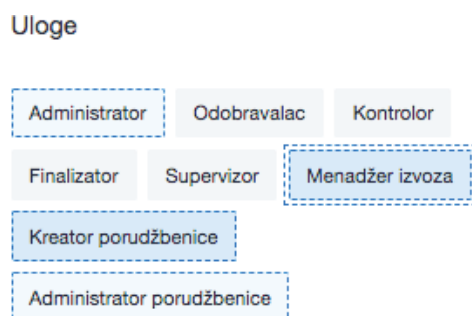 Uloge
Administrator Odobravalac Kontrolor
Finalizator Supervizor Menadžer izvoza
Kreator porudžbenice
Administrator porudžbenice